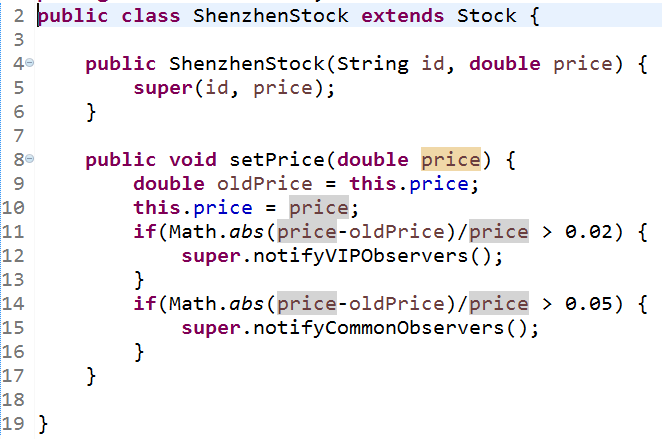 2 public class ShenzhenStock extends Stock {
3
4     public ShenzhenStock(String id, double price) {
5         super(id, price);
6     }
7
8     public void setPrice(double price) {
9         double oldPrice = this.price;
10         this.price = price;
11         if(Math.abs(price-oldPrice)/price > 0.02) {
12             super.notifyVIPObservers();
13         }
14         if(Math.abs(price-oldPrice)/price > 0.05) {
15             super.notifyCommonObservers();
16         }
17     }
18
19 }